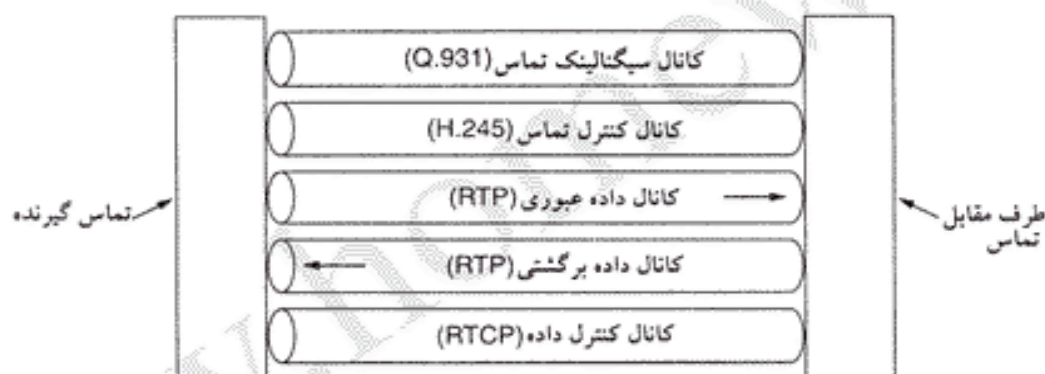 کانال سیگنالینک تماس (Q.931)
کانال کنترل تماس (H.245)
کانال داده عبوری (RTP)
کانال داده برگشتی (RTP)
کانال کنترل داده (RTCP)
طرف مقابل
تماس
تماس گیرنده